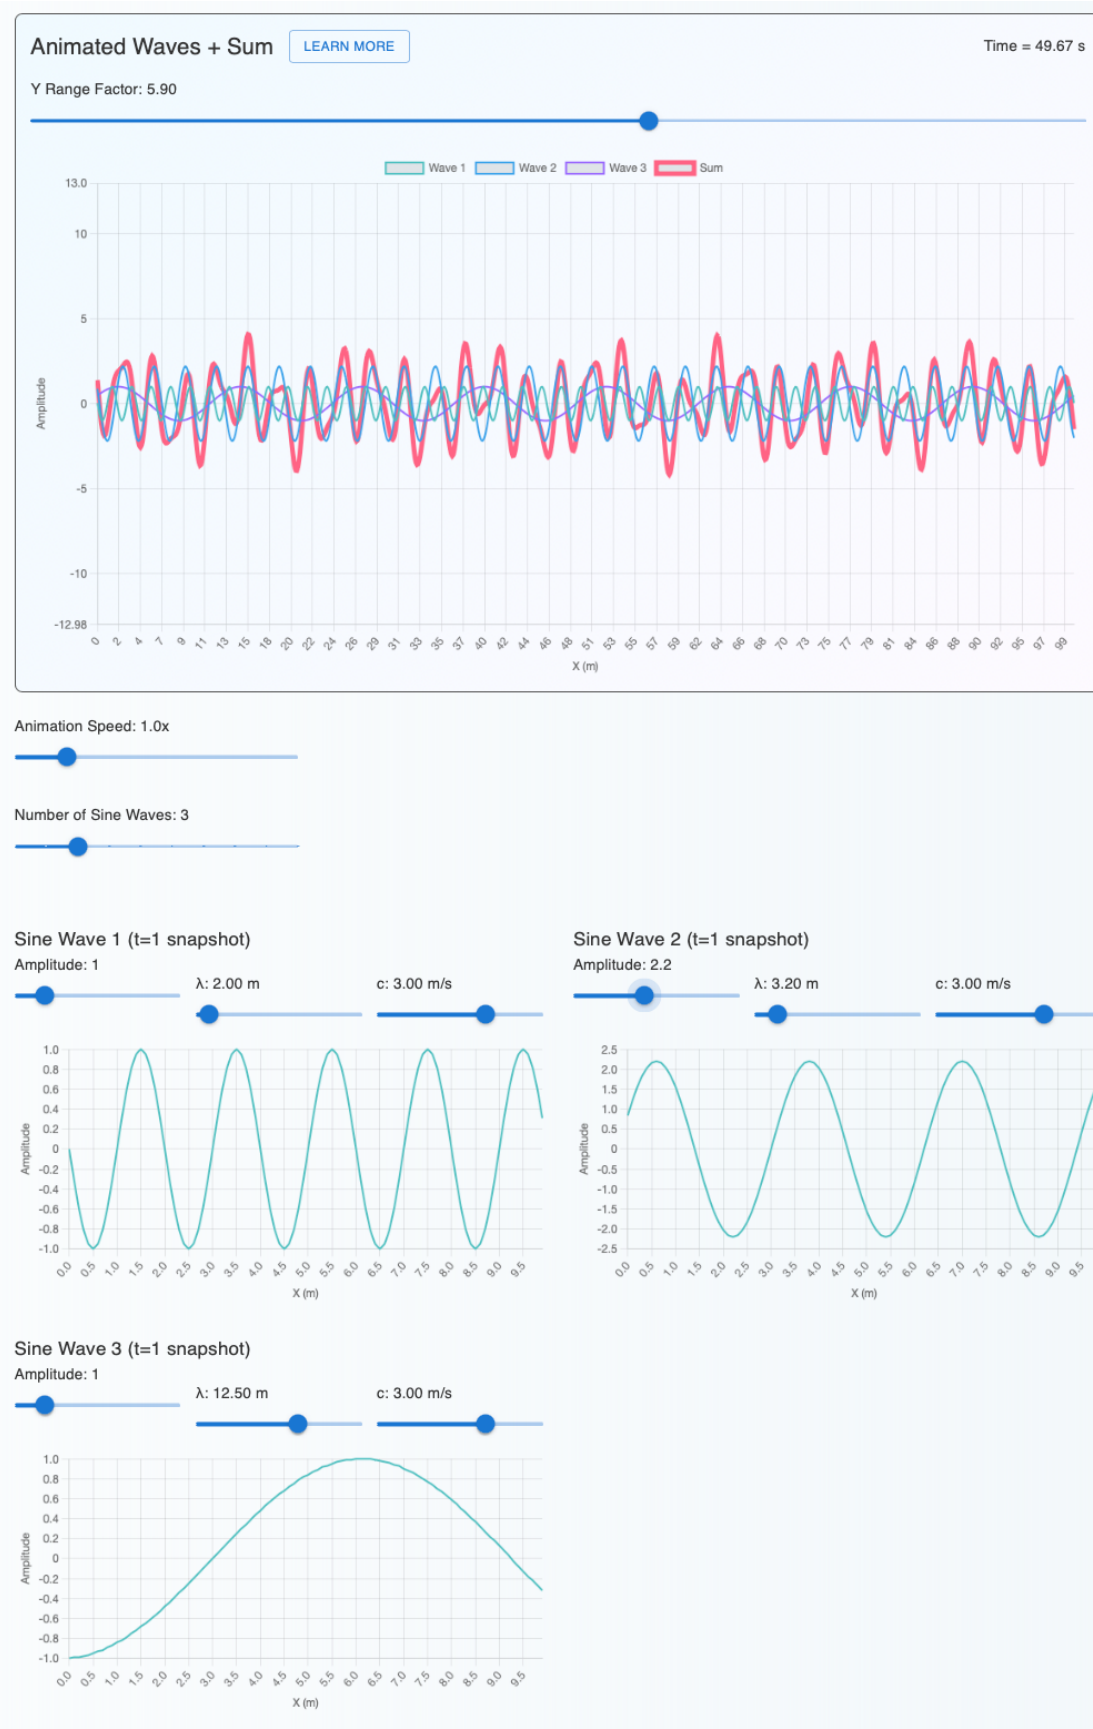 Animated Waves + Sum LEARN MORE Time = 49.67 s
Y Range Factor: 5.90
Wave 1 Wave 2 Wave 3 Sum
13.0
10
5
0
-5
-10
-12.98
Amplitude
0 2 4 7 9 11 13 15 18 20 22 24 26 29 31 33 35 37 40 42 44 46 48 51 53 55 57 59 62 64 66 68 70 73 75 77 79 81 84 86 88 90 92 95 97 99
X (m)
Animation Speed: 1.0x
Number of Sine Waves: 3
Sine Wave 1 (t=1 snapshot)
Amplitude: 1
λ: 2.00 m
c: 3.00 m/s
1.0
0.8
0.6
0.4
0.2
0
-0.2
-0.4
-0.6
-0.8
-1.0
Amplitude
0.0 0.5 1.0 1.5 2.0 2.5 3.0 3.5 4.0 4.5 5.0 5.5 6.0 6.5 7.0 7.5 8.0 8.5 9.0 9.5
X (m)
Sine Wave 2 (t=1 snapshot)
Amplitude: 2.2
λ: 3.20 m
c: 3.00 m/s
2.5
2.0
1.5
1.0
0.5
0
-0.5
-1.0
-1.5
-2.0
-2.5
Amplitude
0.0 0.5 1.0 1.5 2.0 2.5 3.0 3.5 4.0 4.5 5.0 5.5 6.0 6.5 7.0 7.5 8.0 8.5 9.0 9.5
X (m)
Sine Wave 3 (t=1 snapshot)
Amplitude: 1
λ: 12.50 m
c: 3.00 m/s
1.0
0.8
0.6
0.4
0.2
0
-0.2
-0.4
-0.6
-0.8
-1.0
Amplitude
0.0 0.5 1.0 1.5 2.0 2.5 3.0 3.5 4.0 4.5 5.0 5.5 6.0 6.5 7.0 7.5 8.0 8.5 9.0 9.5
X (m)